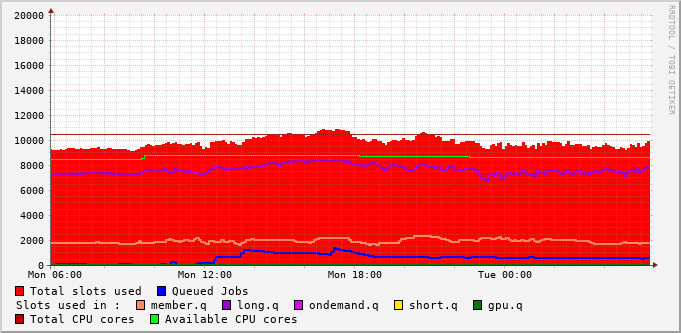 20000
18000
16000
14000
12000
10000
8000
6000
4000
2000
0
Mon 06:00 Mon 12:00 Mon 18:00 Tue 00:00
Total slots used Queued Jobs
Slots used in : member.q long.q ondemand.q short.q gpu.q
Total CPU cores Available CPU cores
RRDTOOL / TOBI OETIKER